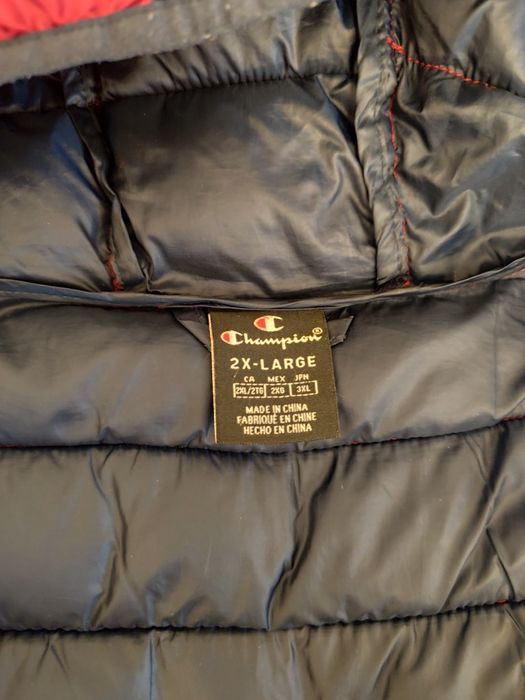 Champion®
2X-LARGE
CA MEX JPN
2XL/2TG 2XG 3XL
MADE IN CHINA
FABRIQUÉ EN CHINE
HECHO EN CHINA